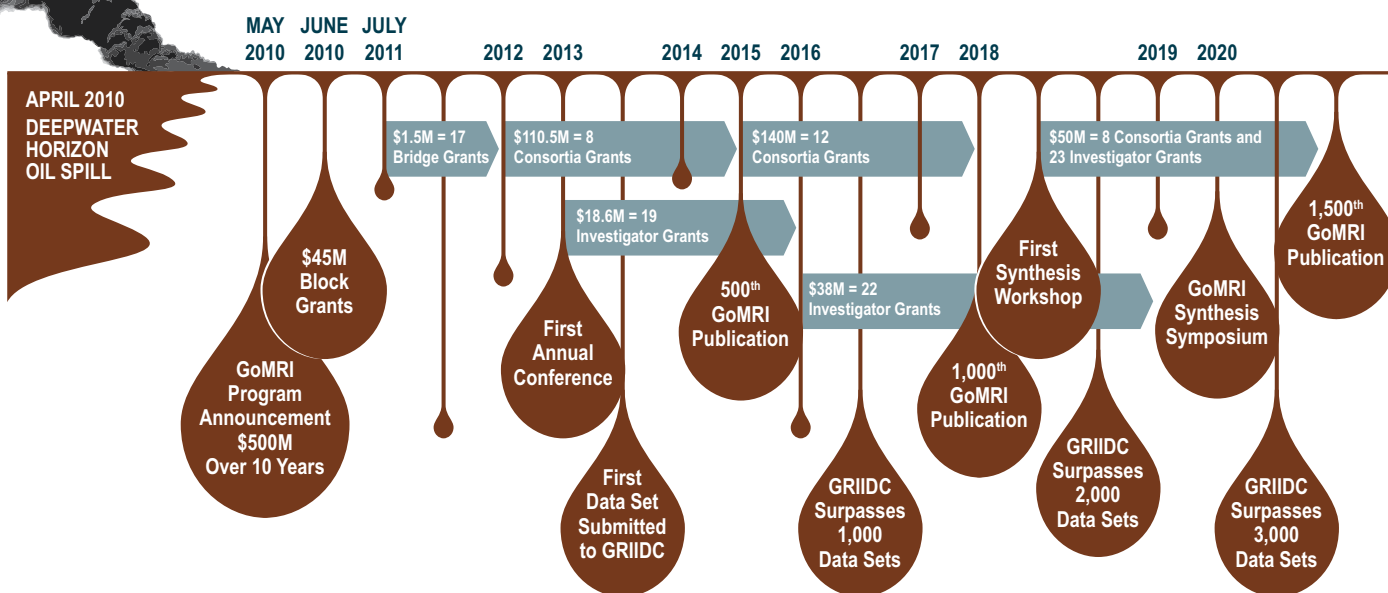 MAY
2010
JUNE
2010
JULY
2011
2012
2013
2014
2015
2016
2017
2018
2019
2020
APRIL 2010
DEEPWATER
HORIZON
OIL SPILL
$1.5M = 17
Bridge Grants
$110.5M = 8
Consortia Grants
$140M = 12
Consortia Grants
$50M = 8 Consortia Grants and
23 Investigator Grants
$18.6M = 19
Investigator Grants
$38M = 22
Investigator Grants
GoMRI
Program
Announcement
$500M
Over 10 Years
$45M
Block
Grants
First
Annual
Conference
First
Data Set
Submitted
to GRIIDC
500th
GoMRI
Publication
GRIIDC
Surpasses
1,000
Data Sets
1,000th
GoMRI
Publication
First
Synthesis
Workshop
GRIIDC
Surpasses
2,000
Data Sets
GoMRI
Synthesis
Symposium
GRIIDC
Surpasses
3,000
Data Sets
1,500th
GoMRI
Publication